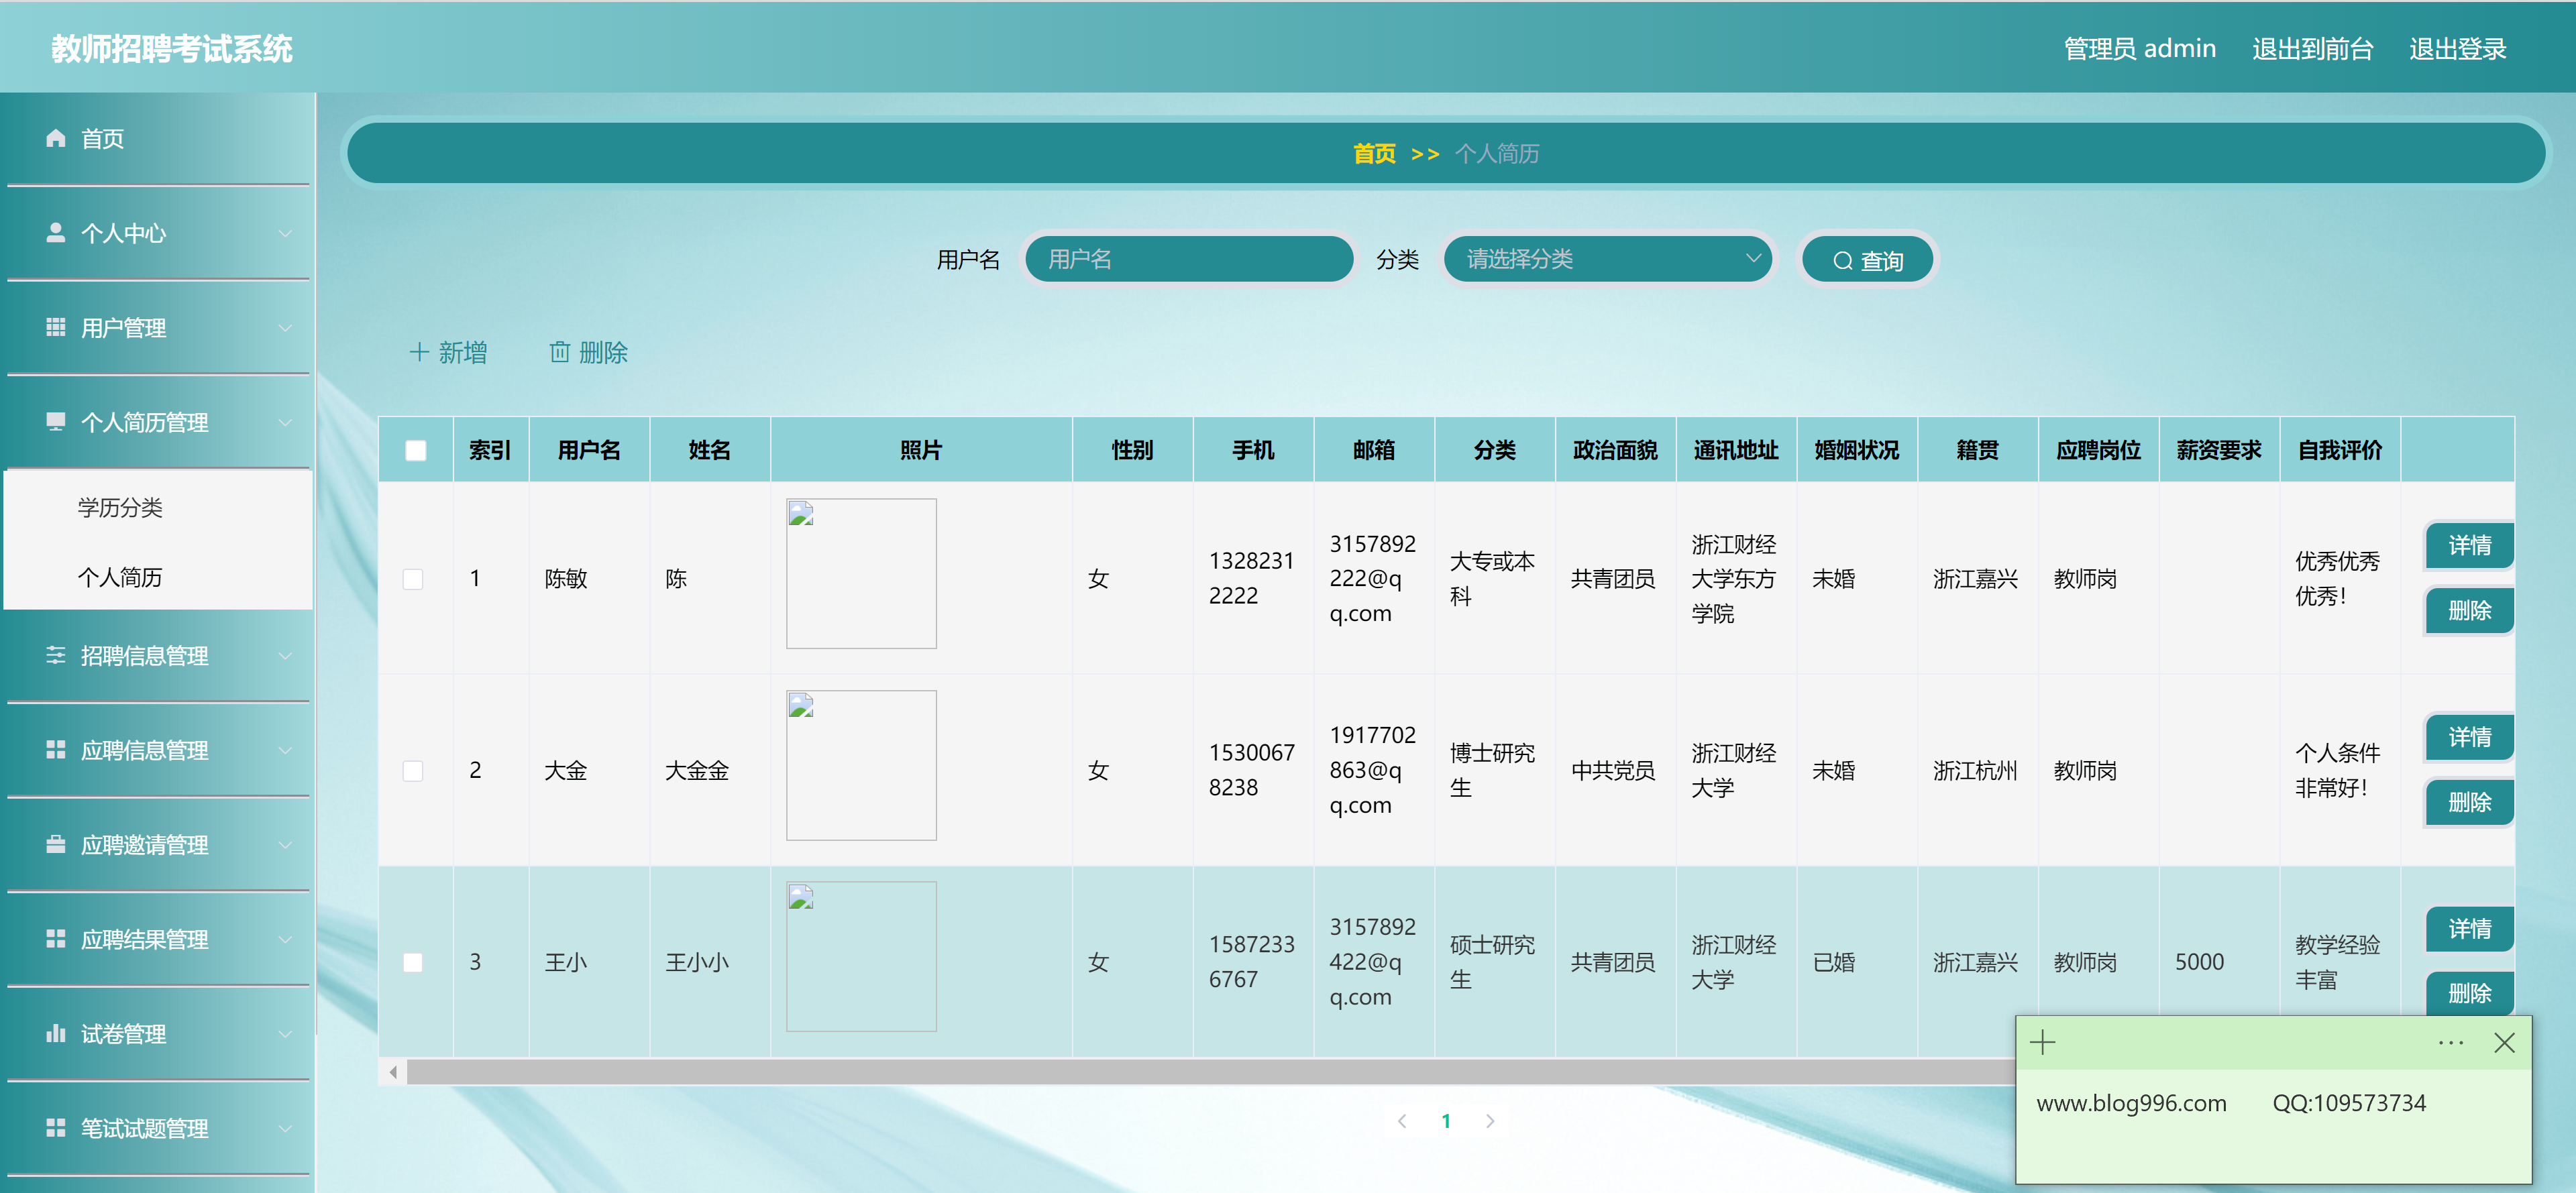 教师招聘考试系统
管理员 admin 退出到前台 退出登录
首页
个人中心
用户管理
个人简历管理
学历分类
个人简历
招聘信息管理
应聘信息管理
应聘邀请管理
应聘结果管理
试卷管理
笔试试题管理
首页 >> 个人简历
用户名 用户名 分类 请选择分类 查询
新增 删除
索引 用户名 姓名 照片 性别 手机 邮箱 分类 政治面貌 通讯地址 婚姻状况 籍贯 应聘岗位 薪资要求 自我评价
1 陈敏 陈 女
1328231
2222
3157892
222@q
q.com
大专或本
科
共青团员
浙江财经
大学东方
学院
未婚 浙江嘉兴 教师岗
优秀优秀
优秀！
详情
删除
2 大金 大金金 女
1530067
8238
1917702
863@q
q.com
博士研究
生
中共党员
浙江财经
大学
未婚 浙江杭州 教师岗
个人条件
非常好！
详情
删除
3 王小 王小小 女
1587233
6767
3157892
422@q
q.com
硕士研究
生
共青团员
浙江财经
大学
已婚 浙江嘉兴 教师岗 5000
教学经验
丰富
详情
删除
1
www.blog996.com QQ:109573734